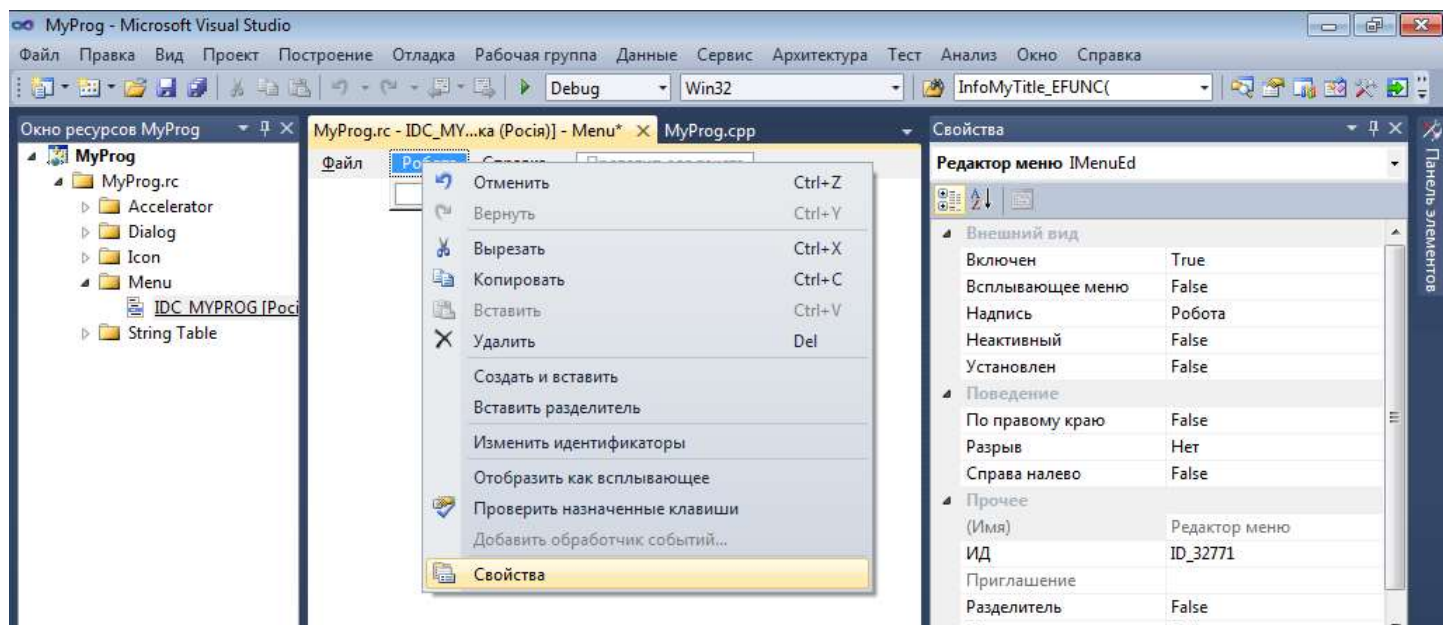 MyProg - Microsoft Visual Studio
Файл Правка Вид Проект Построение Отладка Рабочая группа Данные Сервис Архитектура Тест Анализ Окно Справка
Debug Win32 InfoMyTitle_EFUNC(
Окно ресурсов MyProg
MyProg
MyProg.rc
Accelerator
Dialog
Icon
Menu
IDC_MYPROG [Росі
String Table
MyProg.rc - IDC_MY...ка (Росія)] - Menu* MyProg.cpp
Файл
Отменить Ctrl+Z
Вернуть Ctrl+Y
Вырезать Ctrl+X
Копировать Ctrl+C
Вставить Ctrl+V
Удалить Del
Создать и вставить
Вставить разделитель
Изменить идентификаторы
Отобразить как всплывающее
Проверить назначенные клавиши
Добавить обработчик событий...
Свойства
Свойства
Редактор меню IMenuEd
Внешний вид
Включен True
Всплывающее меню False
Надпись Робота
Неактивный False
Установлен False
Поведение
По правому краю False
Разрыв Нет
Справа налево False
Прочее
(Имя) Редактор меню
ИД ID_32771
Приглашение
Разделитель False
Панель элементов